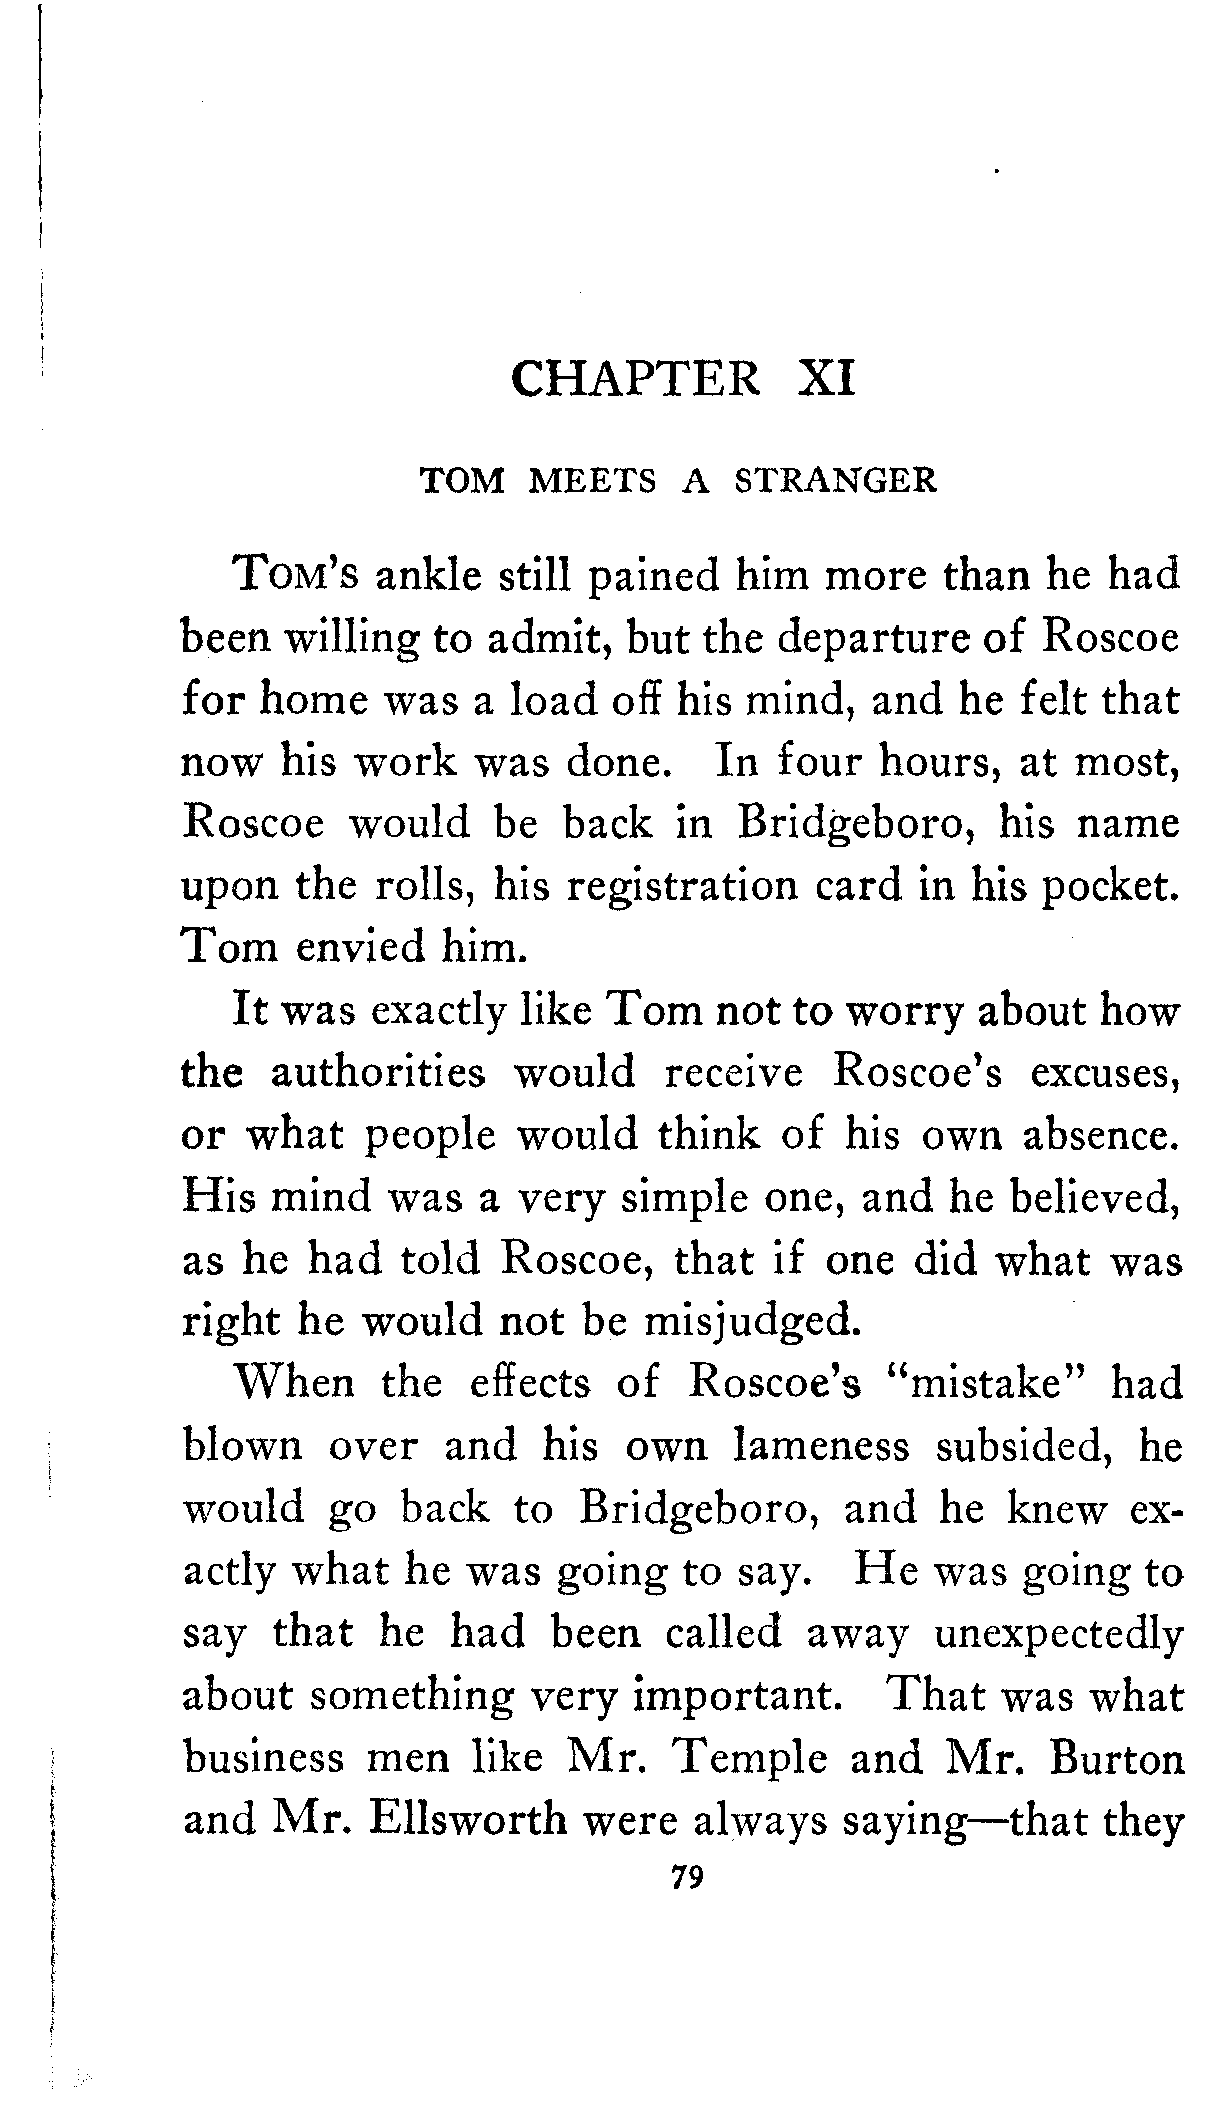 CHAPTER XI
TOM MEETS A STRANGER
TOM'S ankle still pained him more than he had
been willing to admit, but the departure of Roscoe
for home was a load off his mind, and he felt that
now his work was done. In four hours, at most,
Roscoe would be back in Bridgeboro, his name
upon the rolls, his registration card in his pocket.
Tom envied him.
It was exactly like Tom not to worry about how
the authorities would receive Roscoe's excuses,
or what people would think of his own absence.
His mind was a very simple one, and he believed,
as he had told Roscoe, that if one did what was
right he would not be misjudged.
When the effects of Roscoe's "mistake" had
blown over and his own lameness subsided, he
would go back to Bridgeboro, and he knew ex-
actly what he was going to say. He was going to
say that he had been called away unexpectedly
about something very important. That was what
business men like Mr. Temple and Mr. Burton
and Mr. Ellsworth were always saying—that they
79